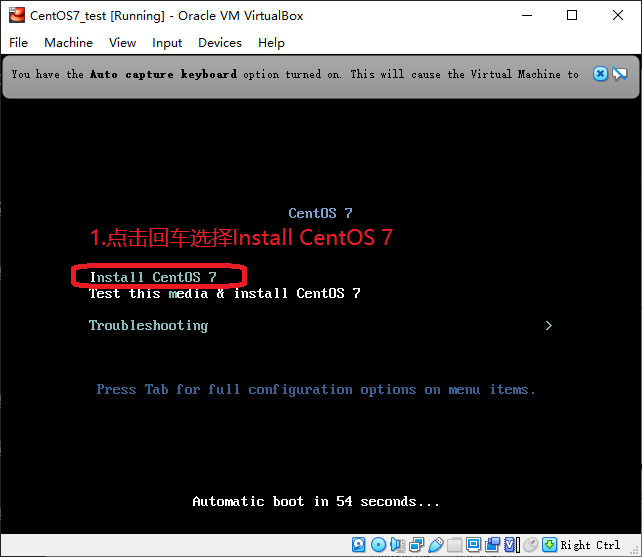 CentOS7_test [Running] - Oracle VM VirtualBox
File Machine View Input Devices Help
You have the Auto capture keyboard option turned on. This will cause the Virtual Machine to
CentOS 7
1.点击回车选择Install CentOS 7
Install CentOS 7
Test this media & install CentOS 7
Troubleshooting >
Press Tab for full configuration options on menu items.
Automatic boot in 54 seconds...
Right Ctrl